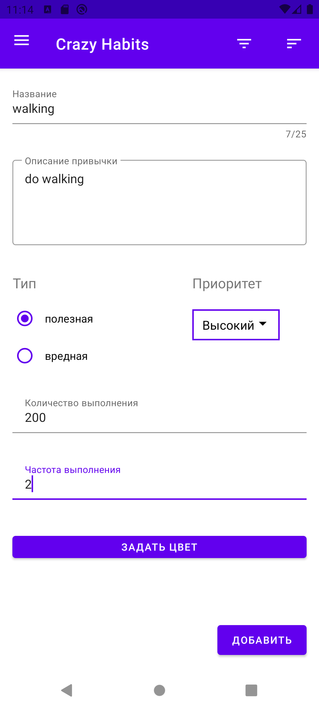 11:14
Crazy Habits
Название
walking
7/25
Описание привычки
do walking
Тип
Приоритет
полезная
Высокий
вредная
Количество выполнения
200
Частота выполнения
2
ЗАДАТЬ ЦВЕТ
ДОБАВИТЬ